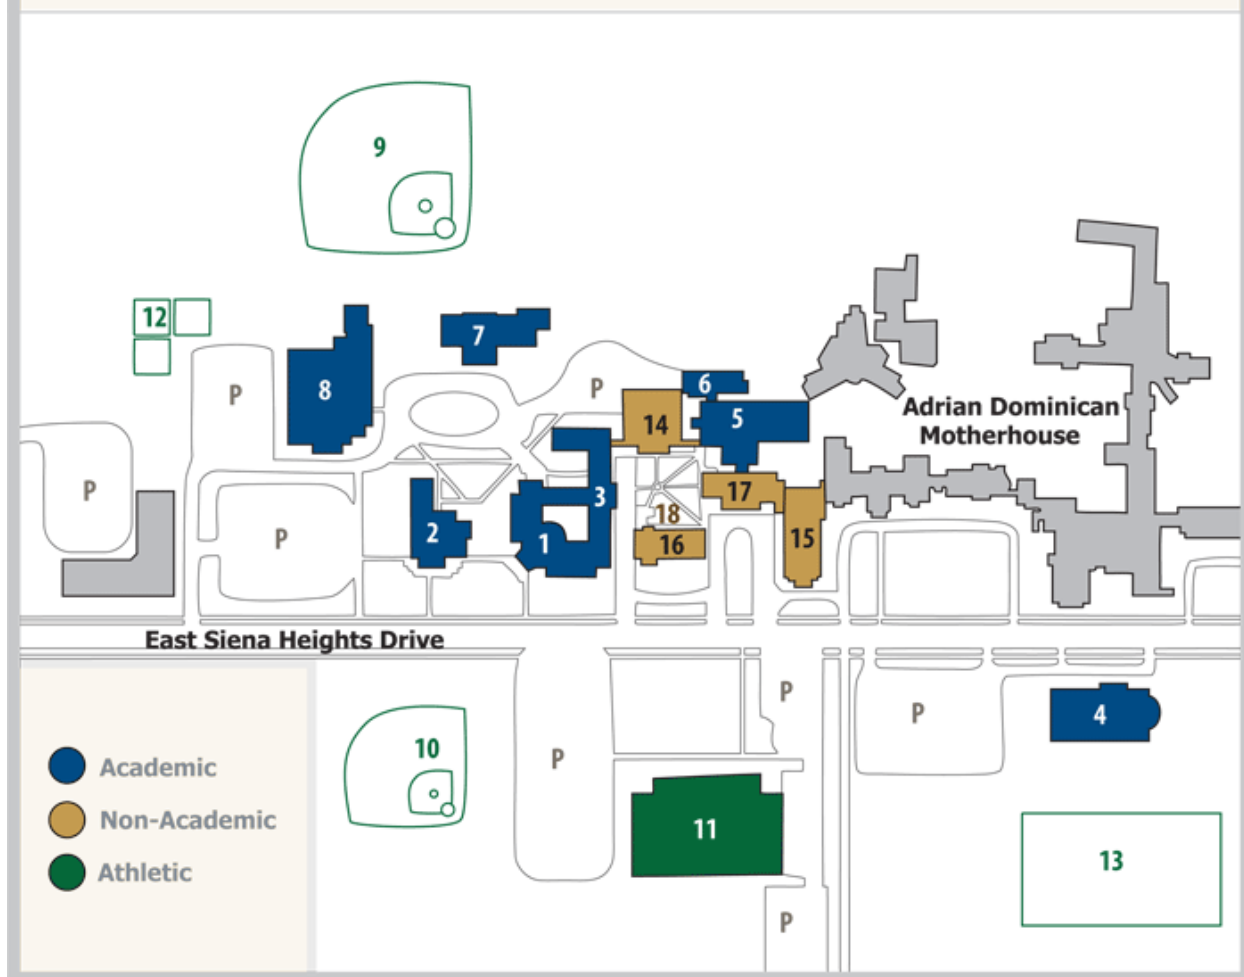 9
12
7
8
P
P
6
14
5
Adrian Dominican
Motherhouse
P
3
17
18
P
2
1
16
15
East Siena Heights Drive
P
P
4
10
P
Academic
Non-Academic
Athletic
11
13
P